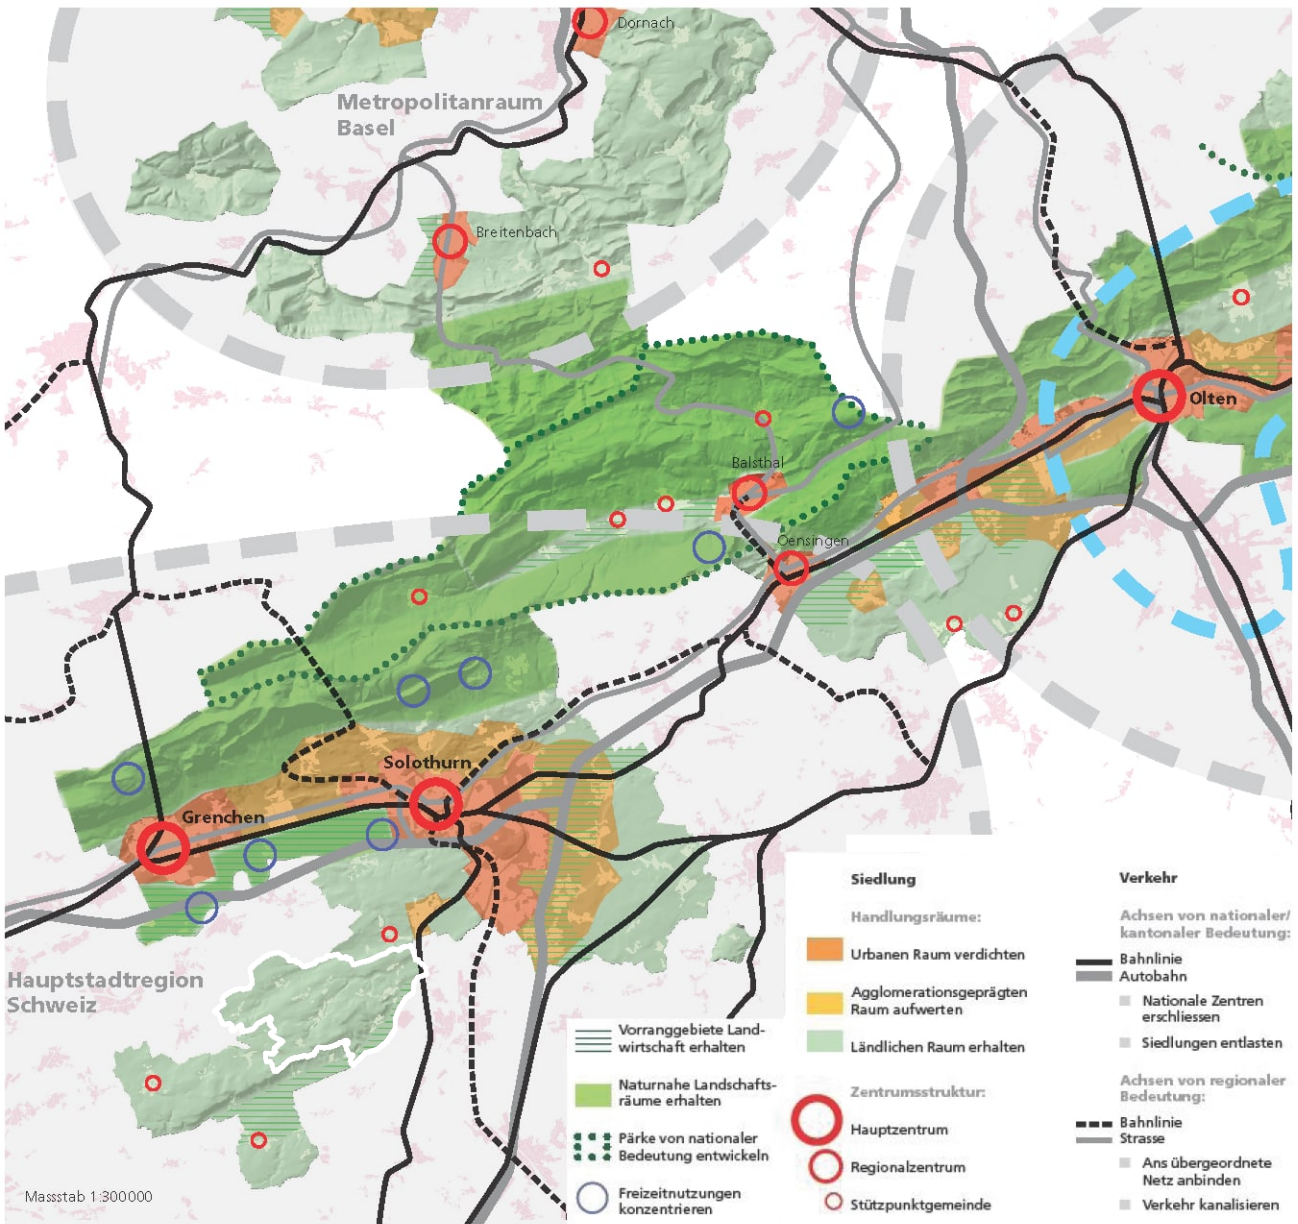 Dornach
Metropolitanraum
Basel
Breitenbach
Olten
Balsthal
Oensingen
Solothurn
Grenchen
Hauptstadtregion
Schweiz
Massstab 1:300000
Vorranggebiete Land-
wirtschaft erhalten
Naturnahe Landschafts-
räume erhalten
Pärke von nationaler
Bedeutung entwickeln
Freizeitnutzungen
konzentrieren
Siedlung
Handlungsräume:
Urbanen Raum verdichten
Agglomerationsgeprägten
Raum aufwerten
Ländlichen Raum erhalten
Zentrumsstruktur:
Hauptzentrum
Regionalzentrum
Stützpunktgemeinde
Verkehr
Achsen von nationaler/
kantonaler Bedeutung:
Bahnlinie
Autobahn
Nationale Zentren
erschliessen
Siedlungen entlasten
Achsen von regionaler
Bedeutung:
Bahnlinie
Strasse
Ans übergeordnete
Netz anbinden
Verkehr kanalisieren